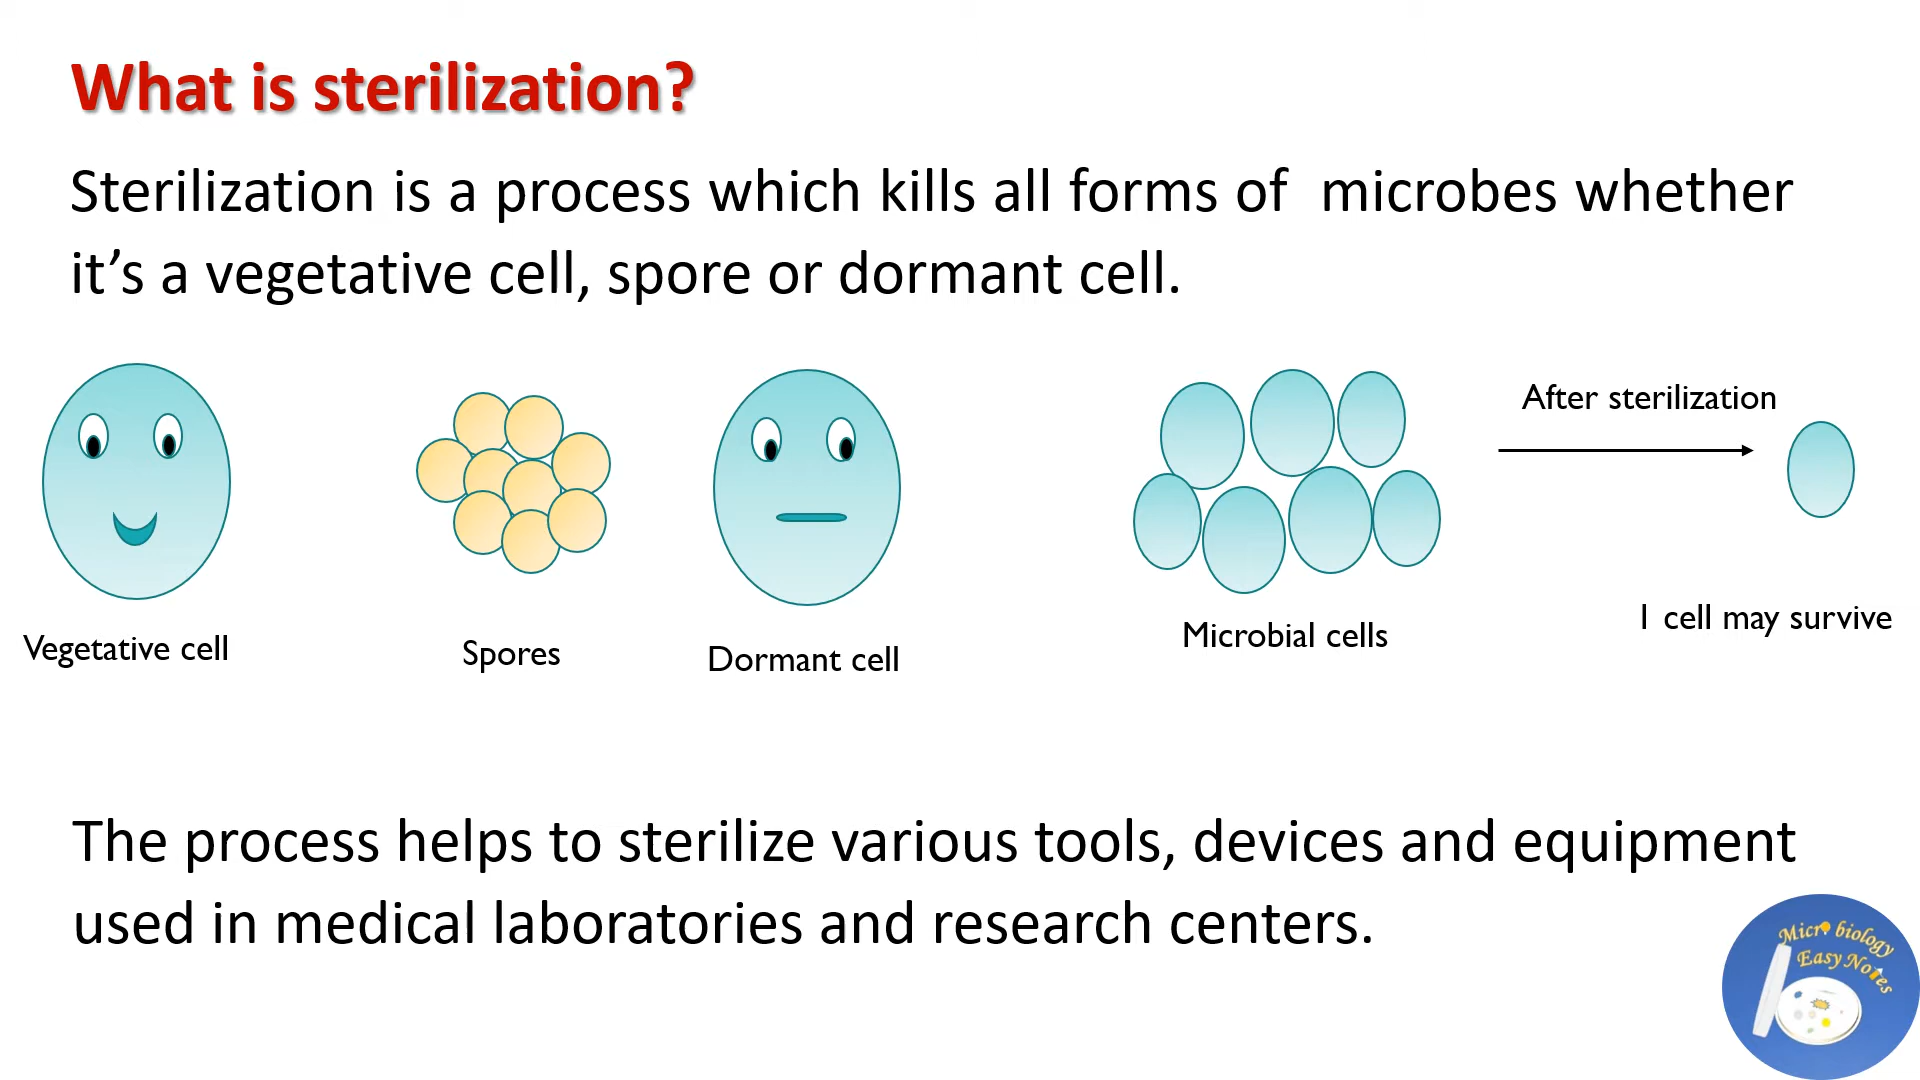 What is sterilization?
Sterilization is a process which kills all forms of  microbes whether
it’s a vegetative cell, spore or dormant cell.
After sterilization
Vegetative cell
Spores
Dormant cell
Microbial cells
1 cell may survive
The process helps to sterilize various tools, devices and equipment
used in medical laboratories and research centers.
Micr biology
Easy Notes